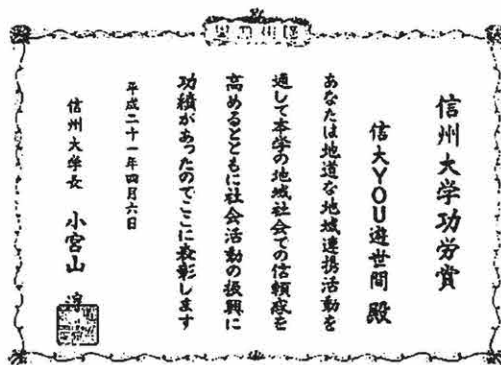 信州大学功労賞
信大YOU遊世間 殿
あなたは地道な地域連携活動を
通して本学の地域社会での信頼感を
高めるとともに社会活動の振興に
功績があったのでここに表彰します
平成二十一年四月六日
信州大学長 小宮山 淳